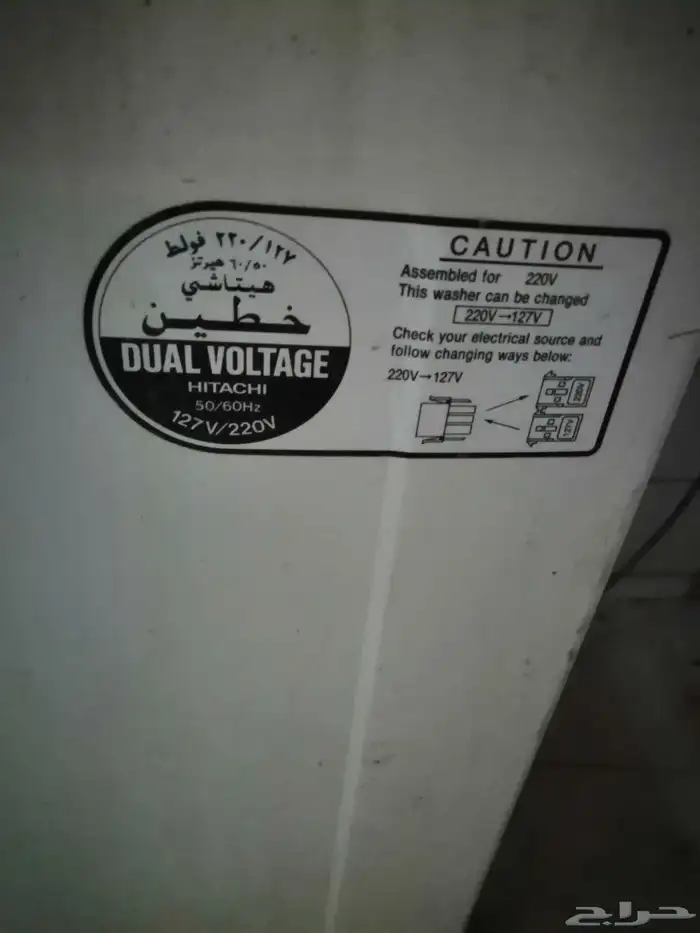 ١٢٧/٢٢٠ فولط
٦٠/٥٠ هيرتز
هيتاشي
خطين
DUAL VOLTAGE
HITACHI
50/60Hz
127V/220V
CAUTION
Assembled for 220V
This washer can be changed
220V→127V
Check your electrical source and
follow changing ways below:
220V→127V
220V
127V
حراج